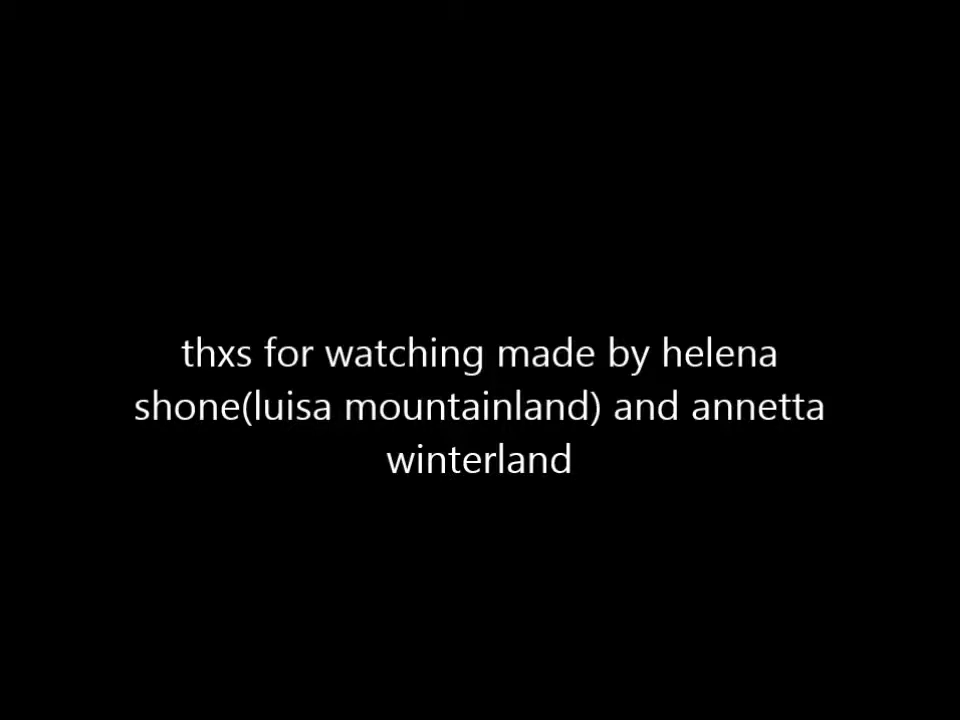 thxs for watching made by helena
shone(luisa mountainland) and annetta
winterland